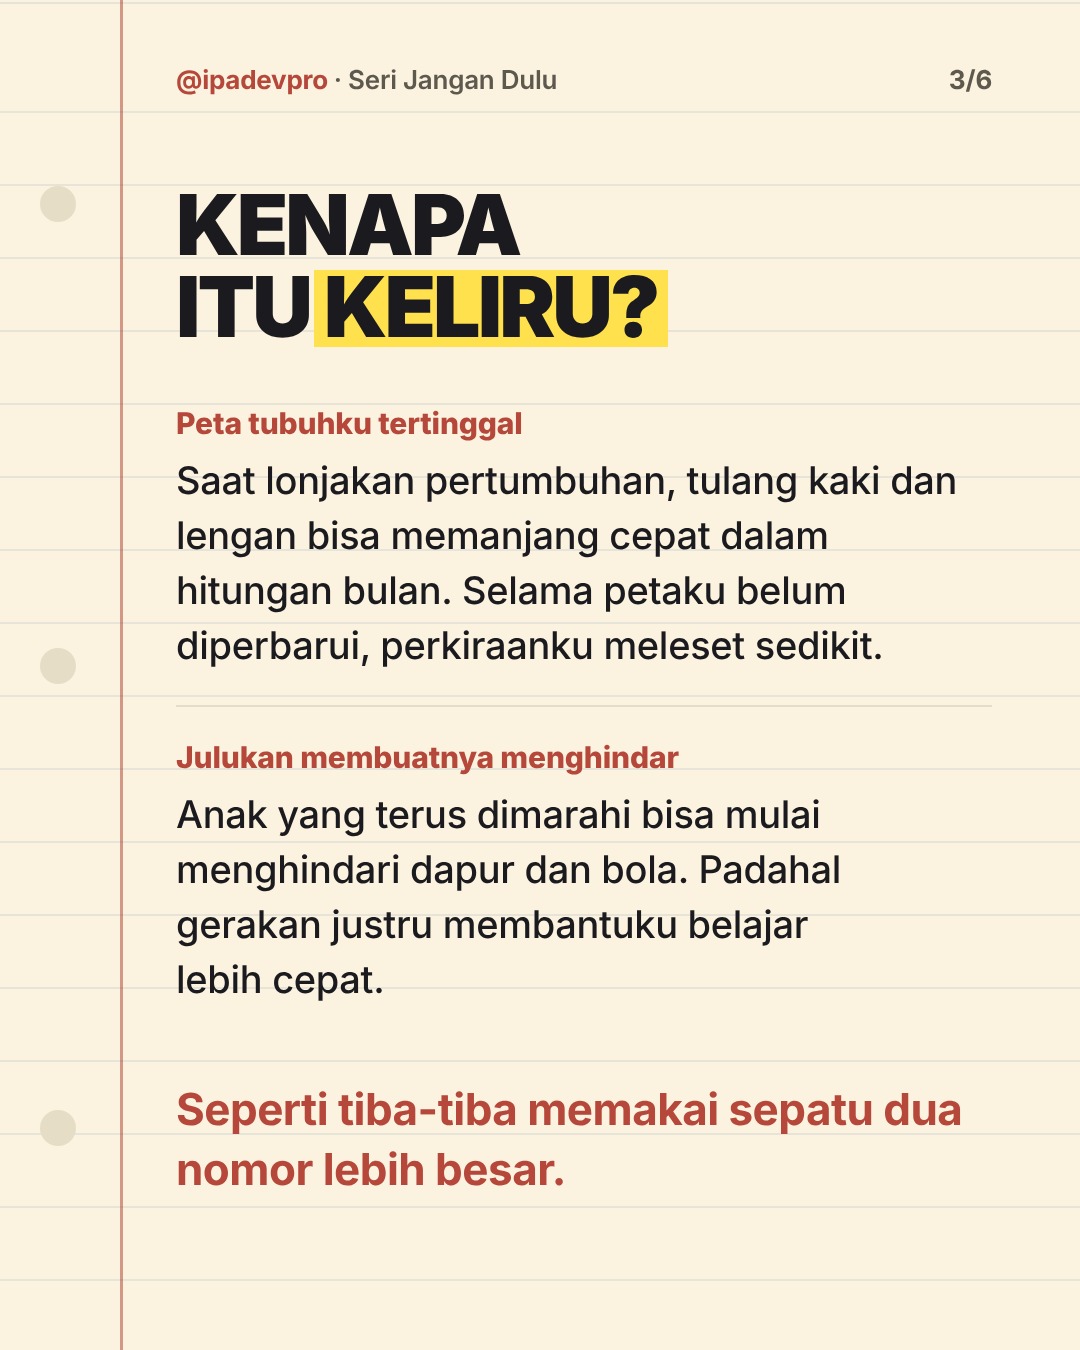 @ipadevpro · Seri Jangan Dulu
3/6
KENAPA
ITU KELIRU?
Peta tubuhku tertinggal
Saat lonjakan pertumbuhan, tulang kaki dan
lengan bisa memanjang cepat dalam
hitungan bulan. Selama petaku belum
diperbarui, perkiraanku meleset sedikit.
Julukan membuatnya menghindar
Anak yang terus dimarahi bisa mulai
menghindari dapur dan bola. Padahal
gerakan justru membantuku belajar
lebih cepat.
Seperti tiba-tiba memakai sepatu dua
nomor lebih besar.